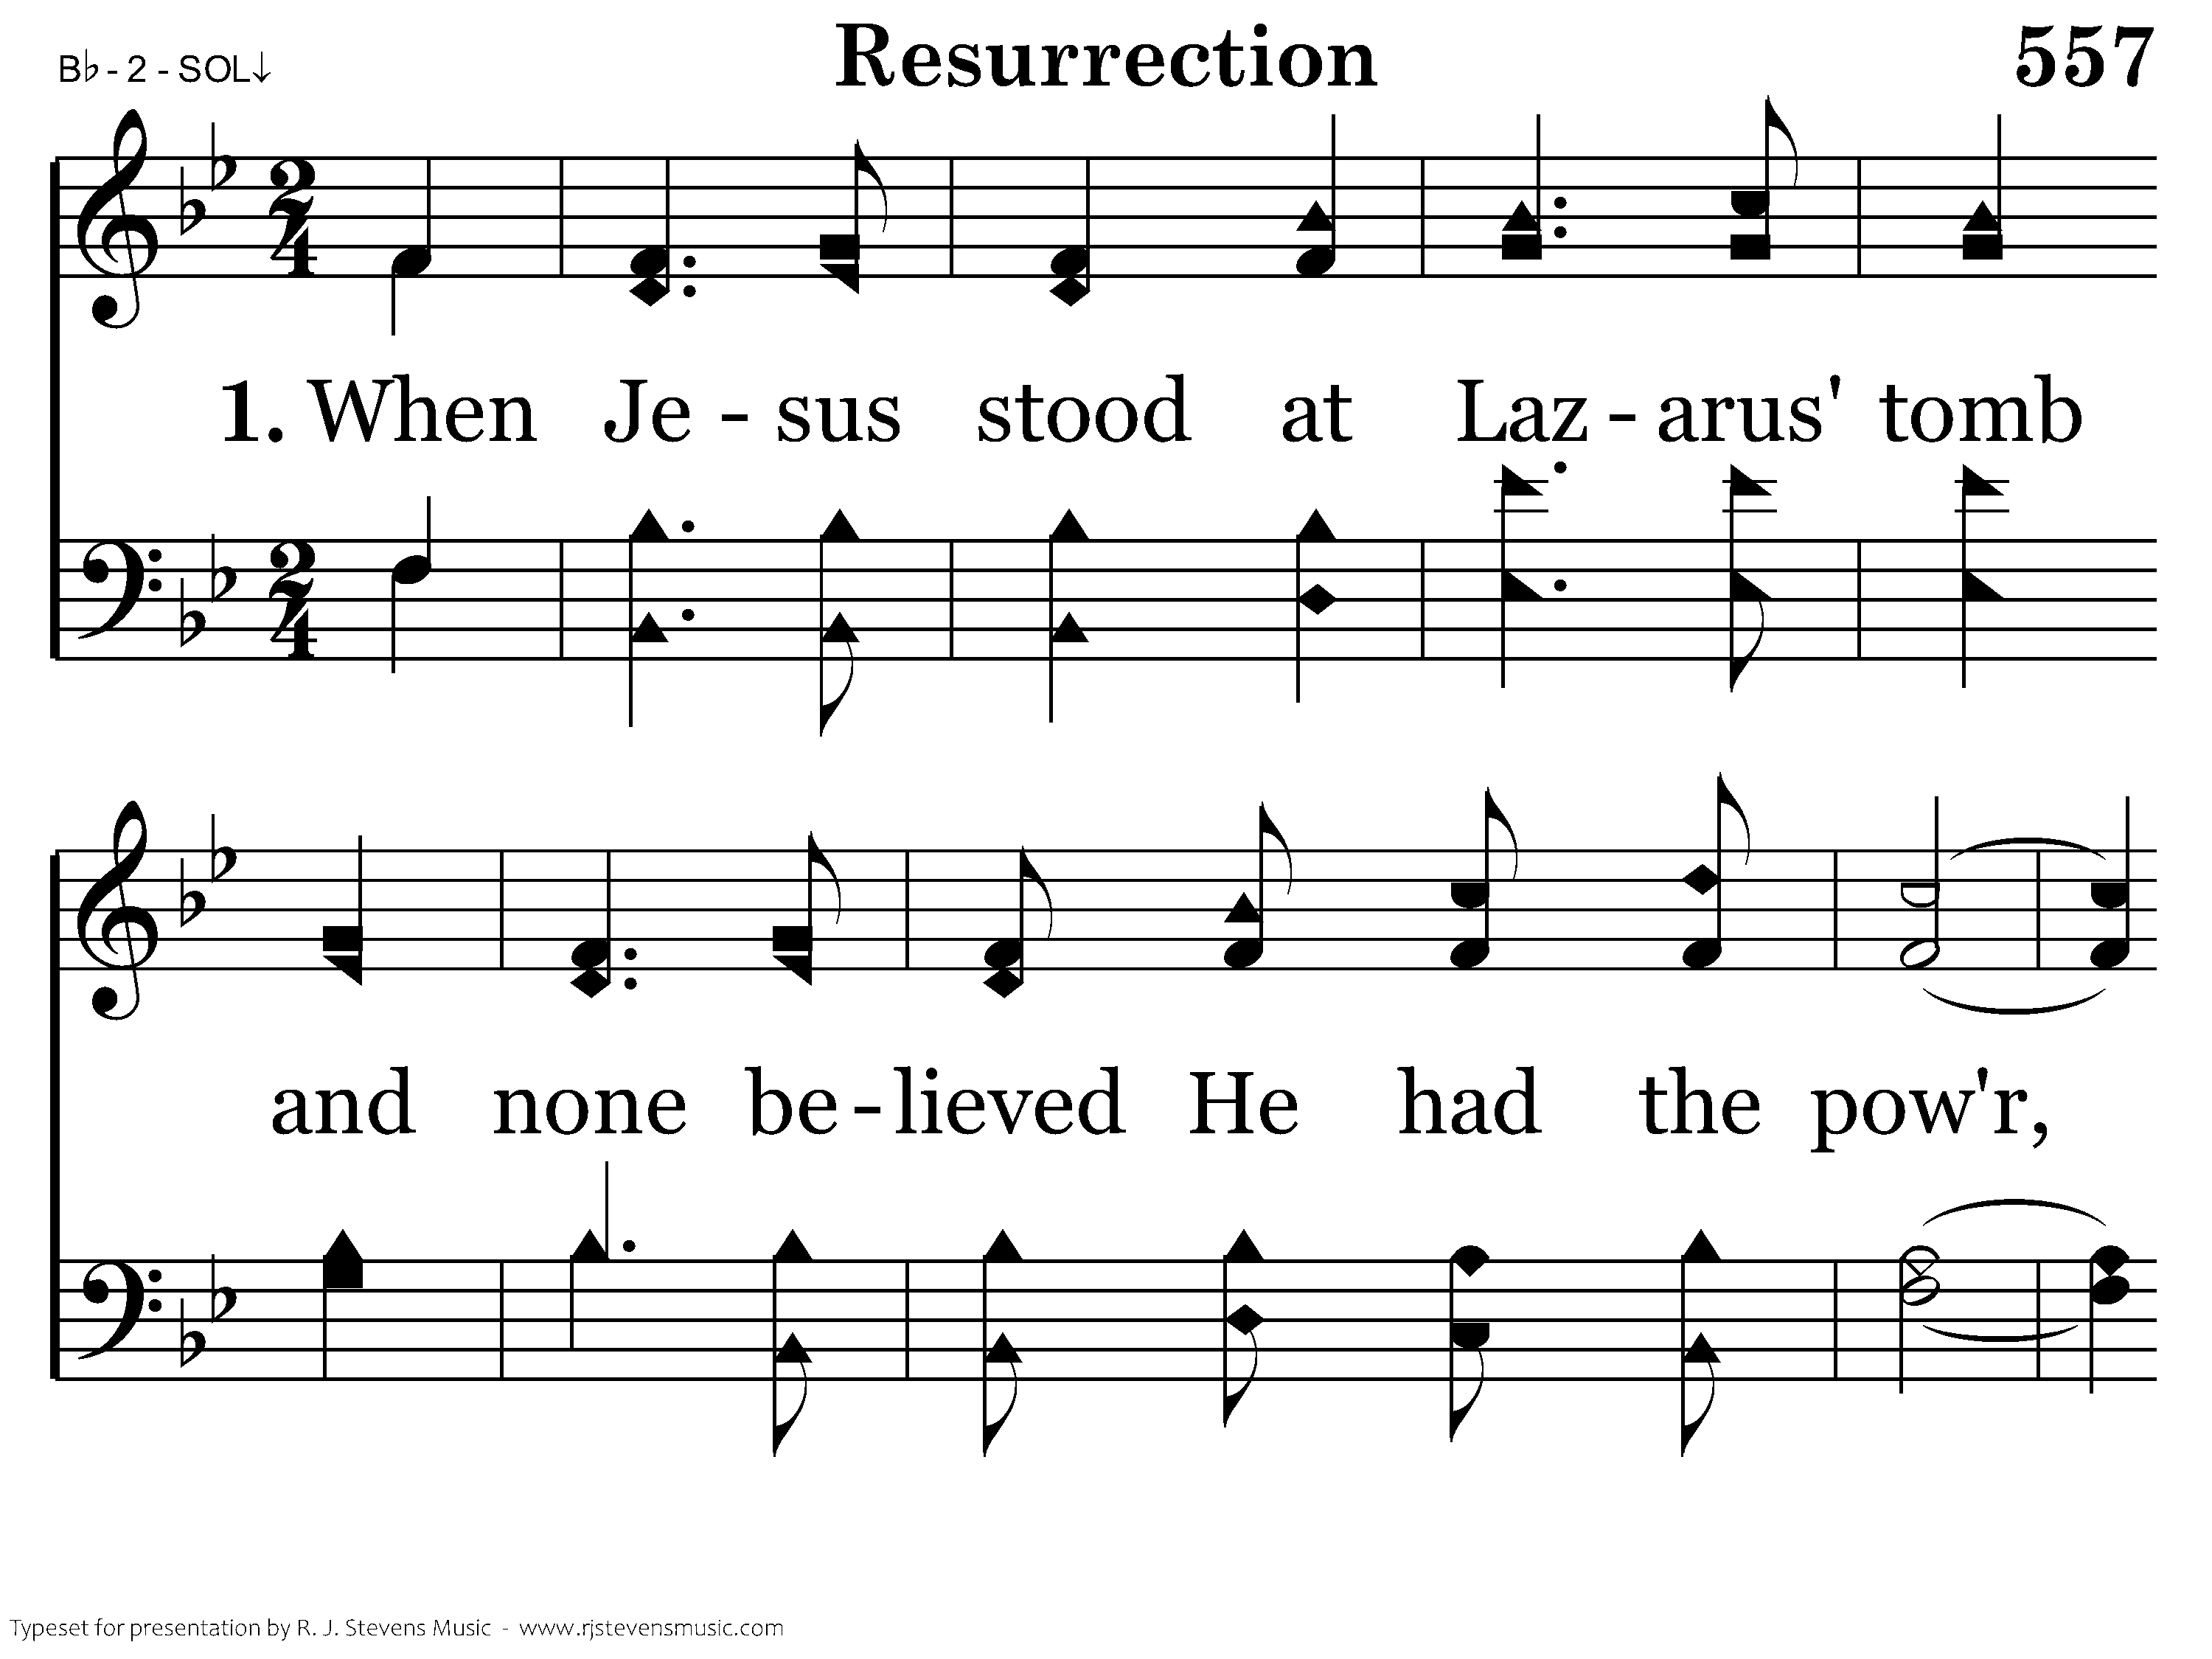 B♭ - 2 - SOL↓
Resurrection
557
1. When Je - sus stood at Laz - arus' tomb
and none be - lieved He had the pow'r,
Typeset for presentation by R. J. Stevens Music - www.rjstevensmusic.com